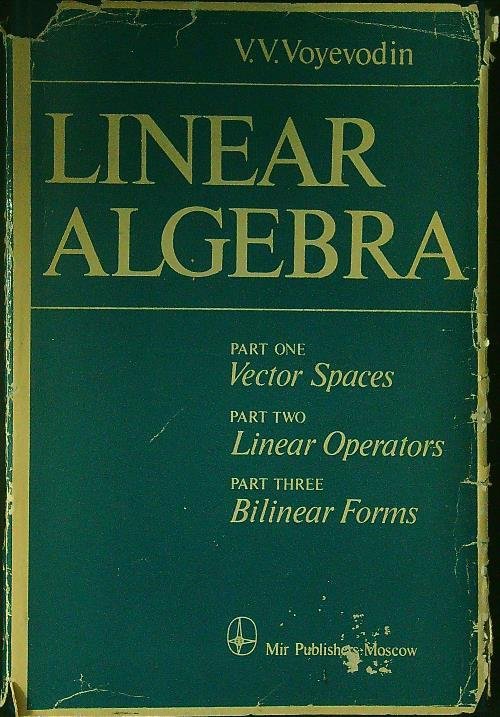 V.V.Voyevodin
LINEAR
ALGEBRA
PART ONE
Vector Spaces
PART TWO
Linear Operators
PART THREE
Bilinear Forms
Mir Publishers Moscow